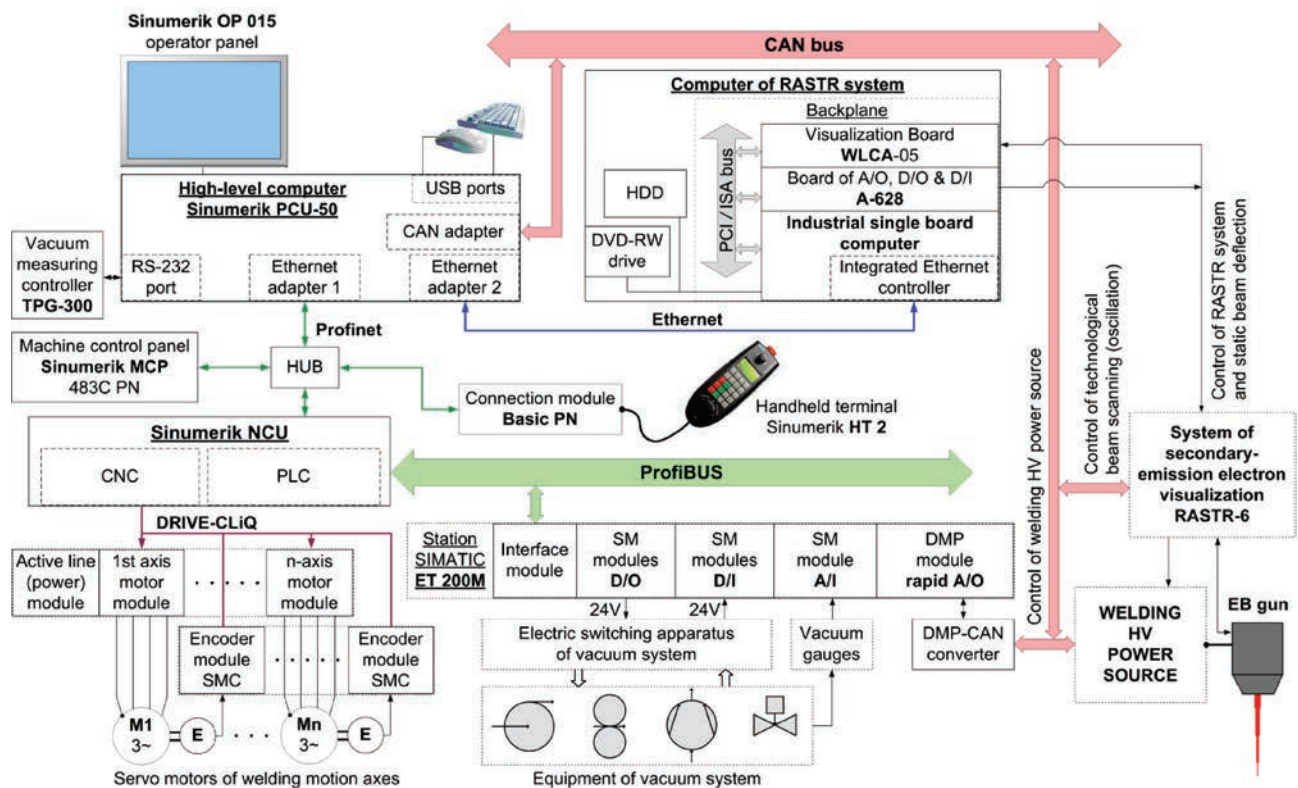 Sinumerik OP 015
operator panel
CAN bus
Computer of RASTR system
Backplane
Visualization Board
WLCA-05
Board of A/O, D/O & D/I
A-628
Industrial single board
computer
Integrated Ethernet
controller
PCI / ISA bus
HDD
DVD-RW
drive
High-level computer
Sinumerik PCU-50
USB ports
CAN adapter
RS-232
port
Ethernet
adapter 1
Ethernet
adapter 2
Vacuum
measuring
controller
TPG-300
Profinet
Ethernet
Machine control panel
Sinumerik MCP
483C PN
HUB
Connection module
Basic PN
Handheld terminal
Sinumerik HT 2
Control of welding HV power source
Control of technological
beam scanning (oscillation)
Control of RASTR system
and static beam deflection
Sinumerik NCU
CNC
PLC
ProfiBUS
System of
secondary-
emission electron
visualization
RASTR-6
DRIVE-CLiQ
Active line
(power)
module
1st axis
motor
module
. . . . .
n-axis
motor
module
Encoder
module
SMC
. . . . .
Encoder
module
SMC
M1
3~
E
. . .
Mn
3~
E
Servo motors of welding motion axes
Station
SIMATIC
ET 200M
Interface
module
SM
modules
D/O
SM
modules
D/I
SM
module
A/I
DMP
module
rapid A/O
24V
24V
Electric switching apparatus
of vacuum system
Vacuum
gauges
DMP-CAN
converter
Equipment of vacuum system
WELDING
HV
POWER
SOURCE
EB gun